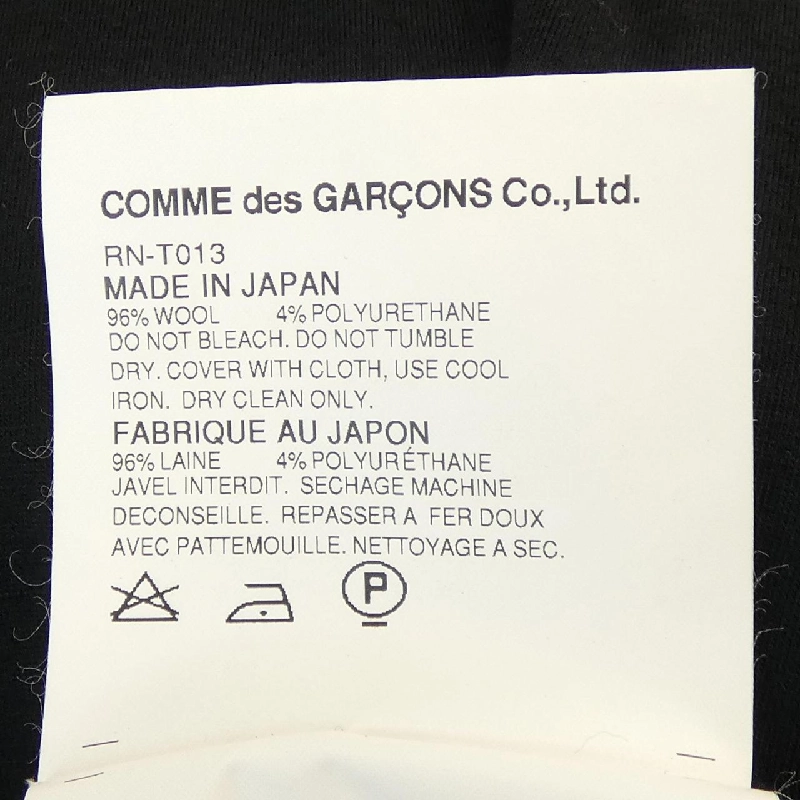 COMME des GARÇONS Co.,Ltd.
RN-T013
MADE IN JAPAN
96% WOOL 4% POLYURETHANE
DO NOT BLEACH. DO NOT TUMBLE
DRY. COVER WITH CLOTH, USE COOL
IRON. DRY CLEAN ONLY.
FABRIQUE AU JAPON
96% LAINE 4% POLYURÉTHANE
JAVEL INTERDIT. SECHAGE MACHINE
DECONSEILLE. REPASSER A FER DOUX
AVEC PATTEMOUILLE. NETTOYAGE A SEC.
P